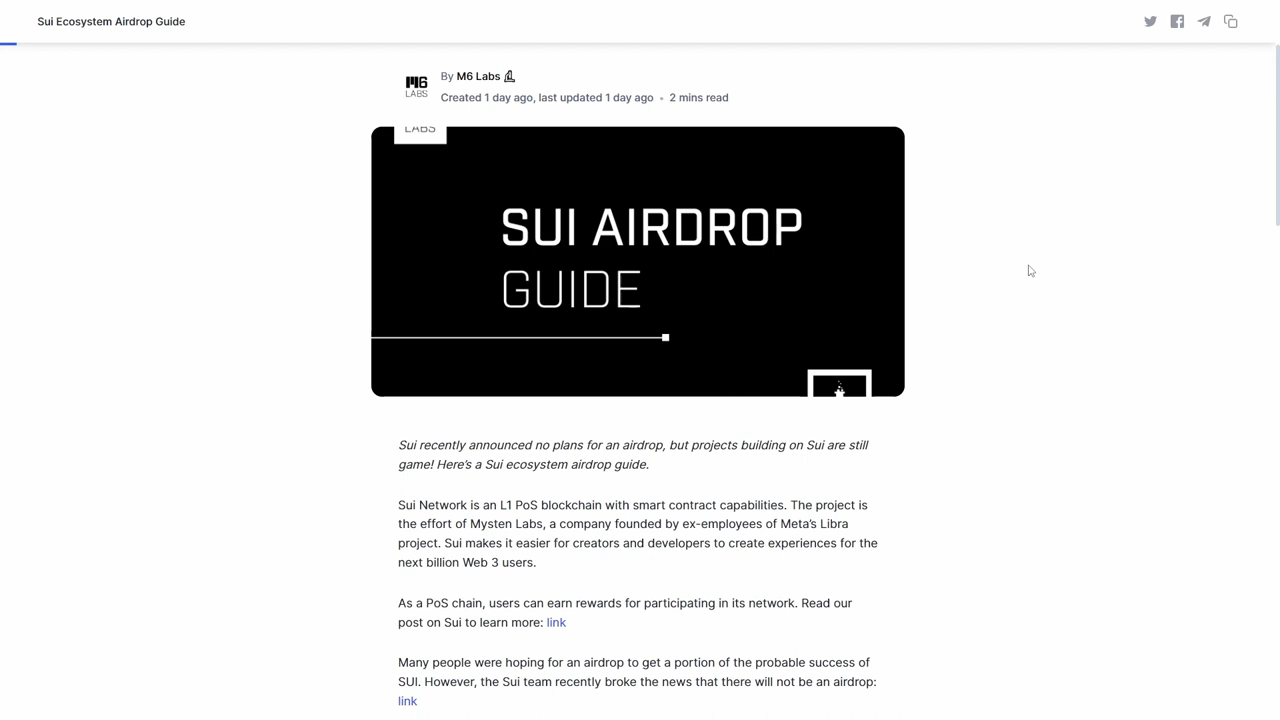 Sui Ecosystem Airdrop Guide
By M6 Labs
M6
LABS
Created 1 day ago, last updated 1 day ago • 2 mins read
LABS
SUI AIRDROP
GUIDE
Sui recently announced no plans for an airdrop, but projects building on Sui are still
game! Here's a Sui ecosystem airdrop guide.
Sui Network is an L1 PoS blockchain with smart contract capabilities. The project is
the effort of Mysten Labs, a company founded by ex-employees of Meta's Libra
project. Sui makes it easier for creators and developers to create experiences for the
next billion Web 3 users.
As a PoS chain, users can earn rewards for participating in its network. Read our
post on Sui to learn more: link
Many people were hoping for an airdrop to get a portion of the probable success of
SUI. However, the Sui team recently broke the news that there will not be an airdrop:
link